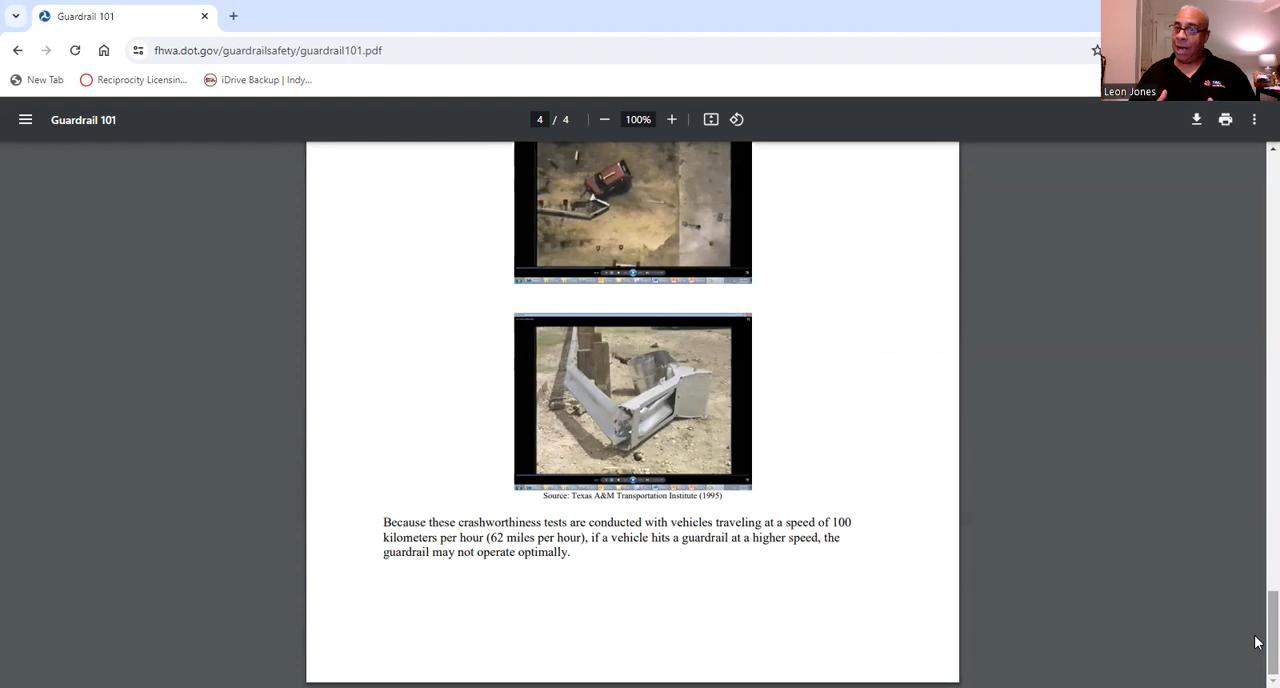 Guardrail 101
fhwa.dot.gov/guardrailsafety/guardrail101.pdf
New Tab
Reciprocity Licensin...
iDrive Backup | Indy...
Leon Jones
Guardrail 101
4 / 4
100%
Source: Texas A&M Transportation Institute (1995)
Because these crashworthiness tests are conducted with vehicles traveling at a speed of 100
kilometers per hour (62 miles per hour), if a vehicle hits a guardrail at a higher speed, the
guardrail may not operate optimally.